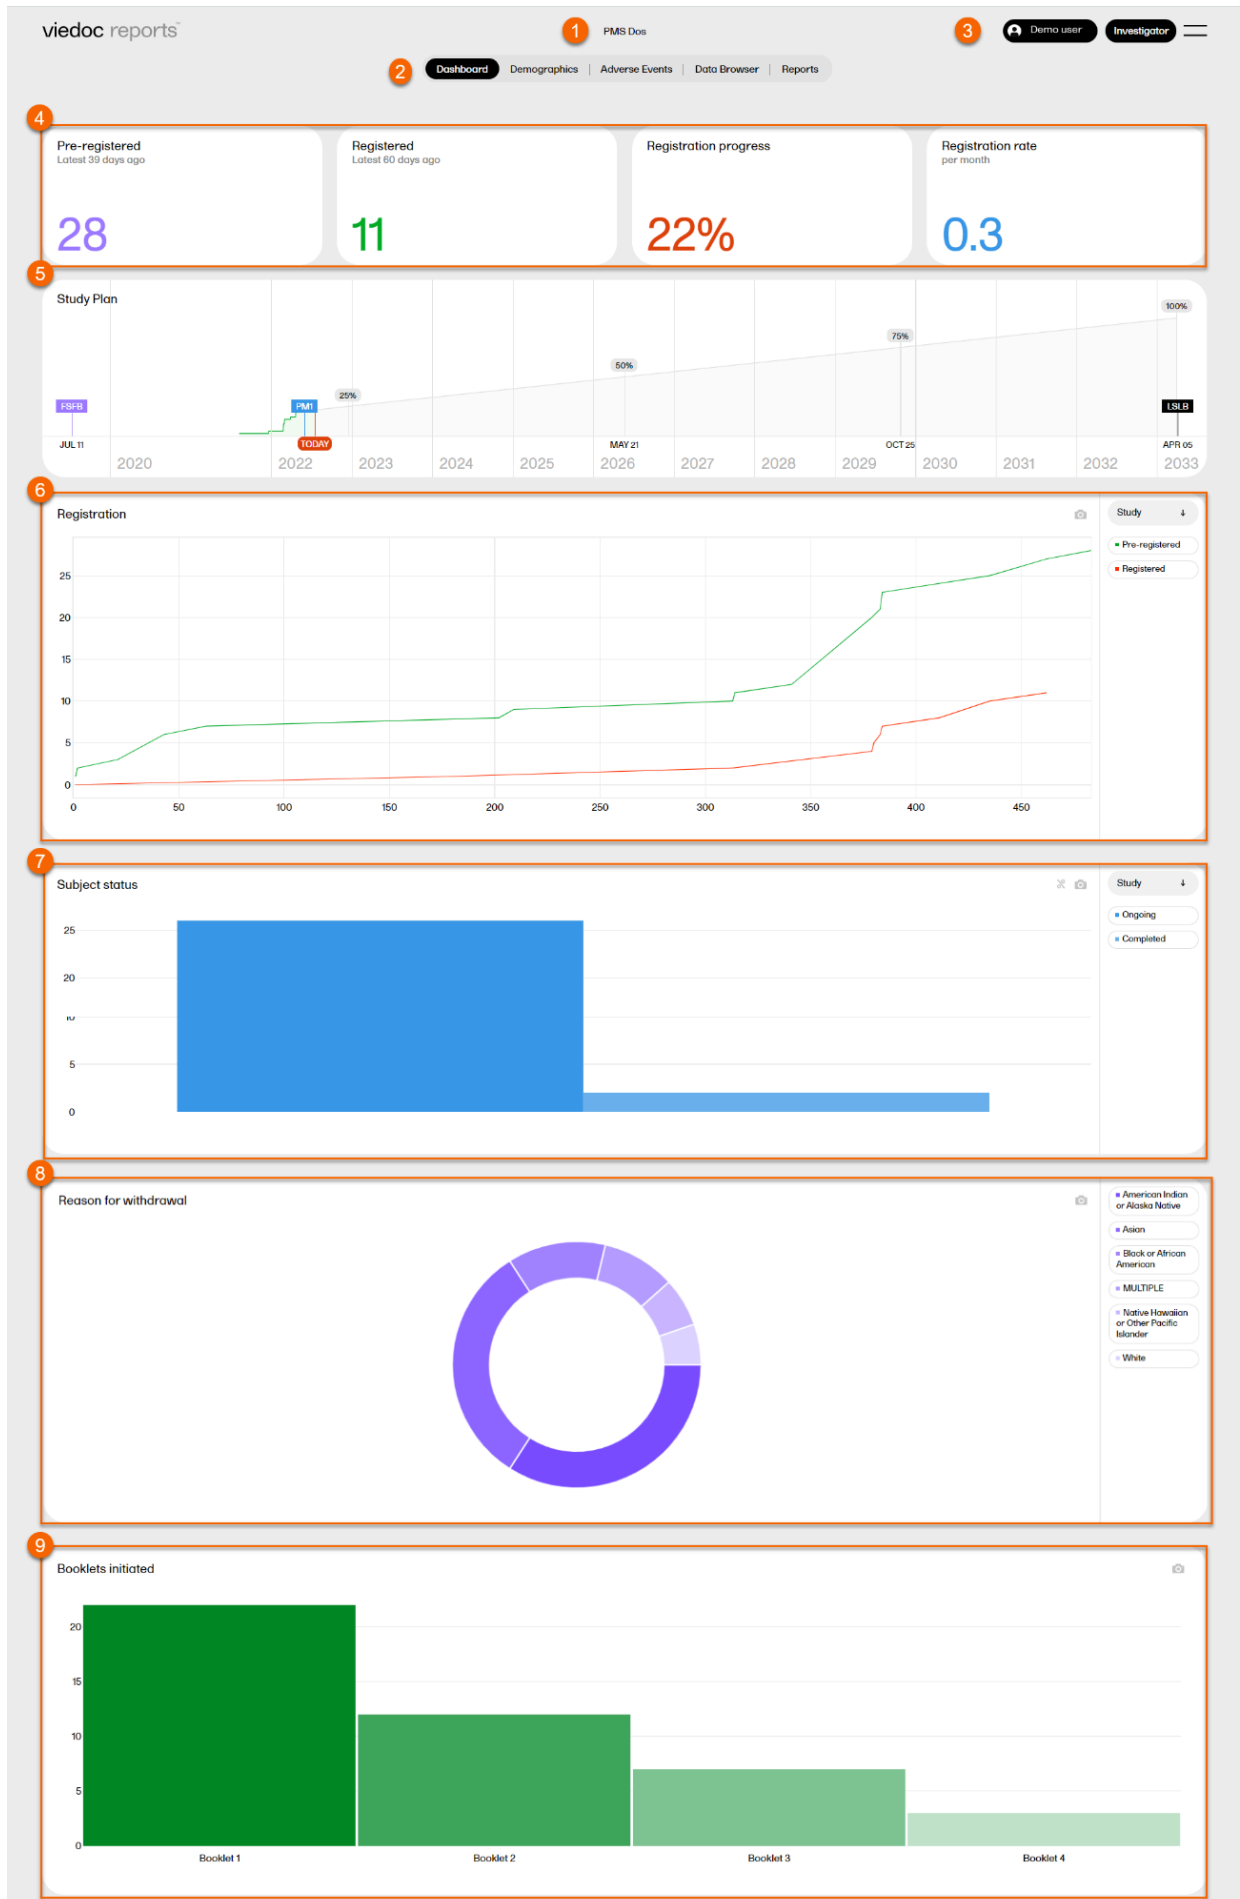 viedoc reports™
1
PMS Dos
3
Demo user
Investigator
2
Dashboard
Demographics
Adverse Events
Data Browser
Reports
4
Pre-registered
Latest 39 days ago
28
Registered
Latest 60 days ago
11
Registration progress
22%
Registration rate
per month
0.3
5
Study Plan
100%
75%
50%
25%
FSFB
PM1
LSLB
JUL 11
TODAY
MAY 21
OCT 25
APR 05
2020
2022
2023
2024
2025
2026
2027
2028
2029
2030
2031
2032
2033
6
Registration
Study
Pre-registered
Registered
25
20
15
10
5
0
0
50
100
150
200
250
300
350
400
450
7
Subject status
Study
Ongoing
Completed
25
20
5
0
8
Reason for withdrawal
American Indian
or Alaska Native
Asian
Black or African
American
MULTIPLE
Native Hawaiian
or Other Pacific
Islander
White
9
Booklets initiated
20
15
10
5
0
Booklet 1
Booklet 2
Booklet 3
Booklet 4